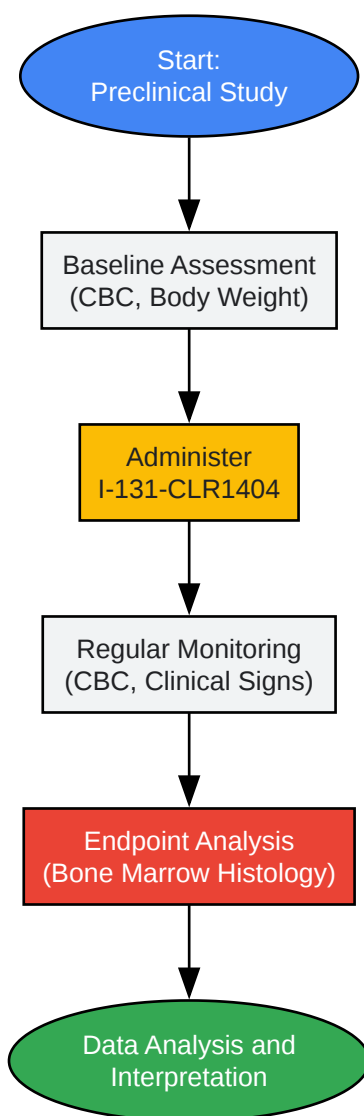 Start:
Preclinical Study
Baseline Assessment
(CBC, Body Weight)
Administer
I-131-CLR1404
Regular Monitoring
(CBC, Clinical Signs)
Endpoint Analysis
(Bone Marrow Histology)
Data Analysis and
Interpretation